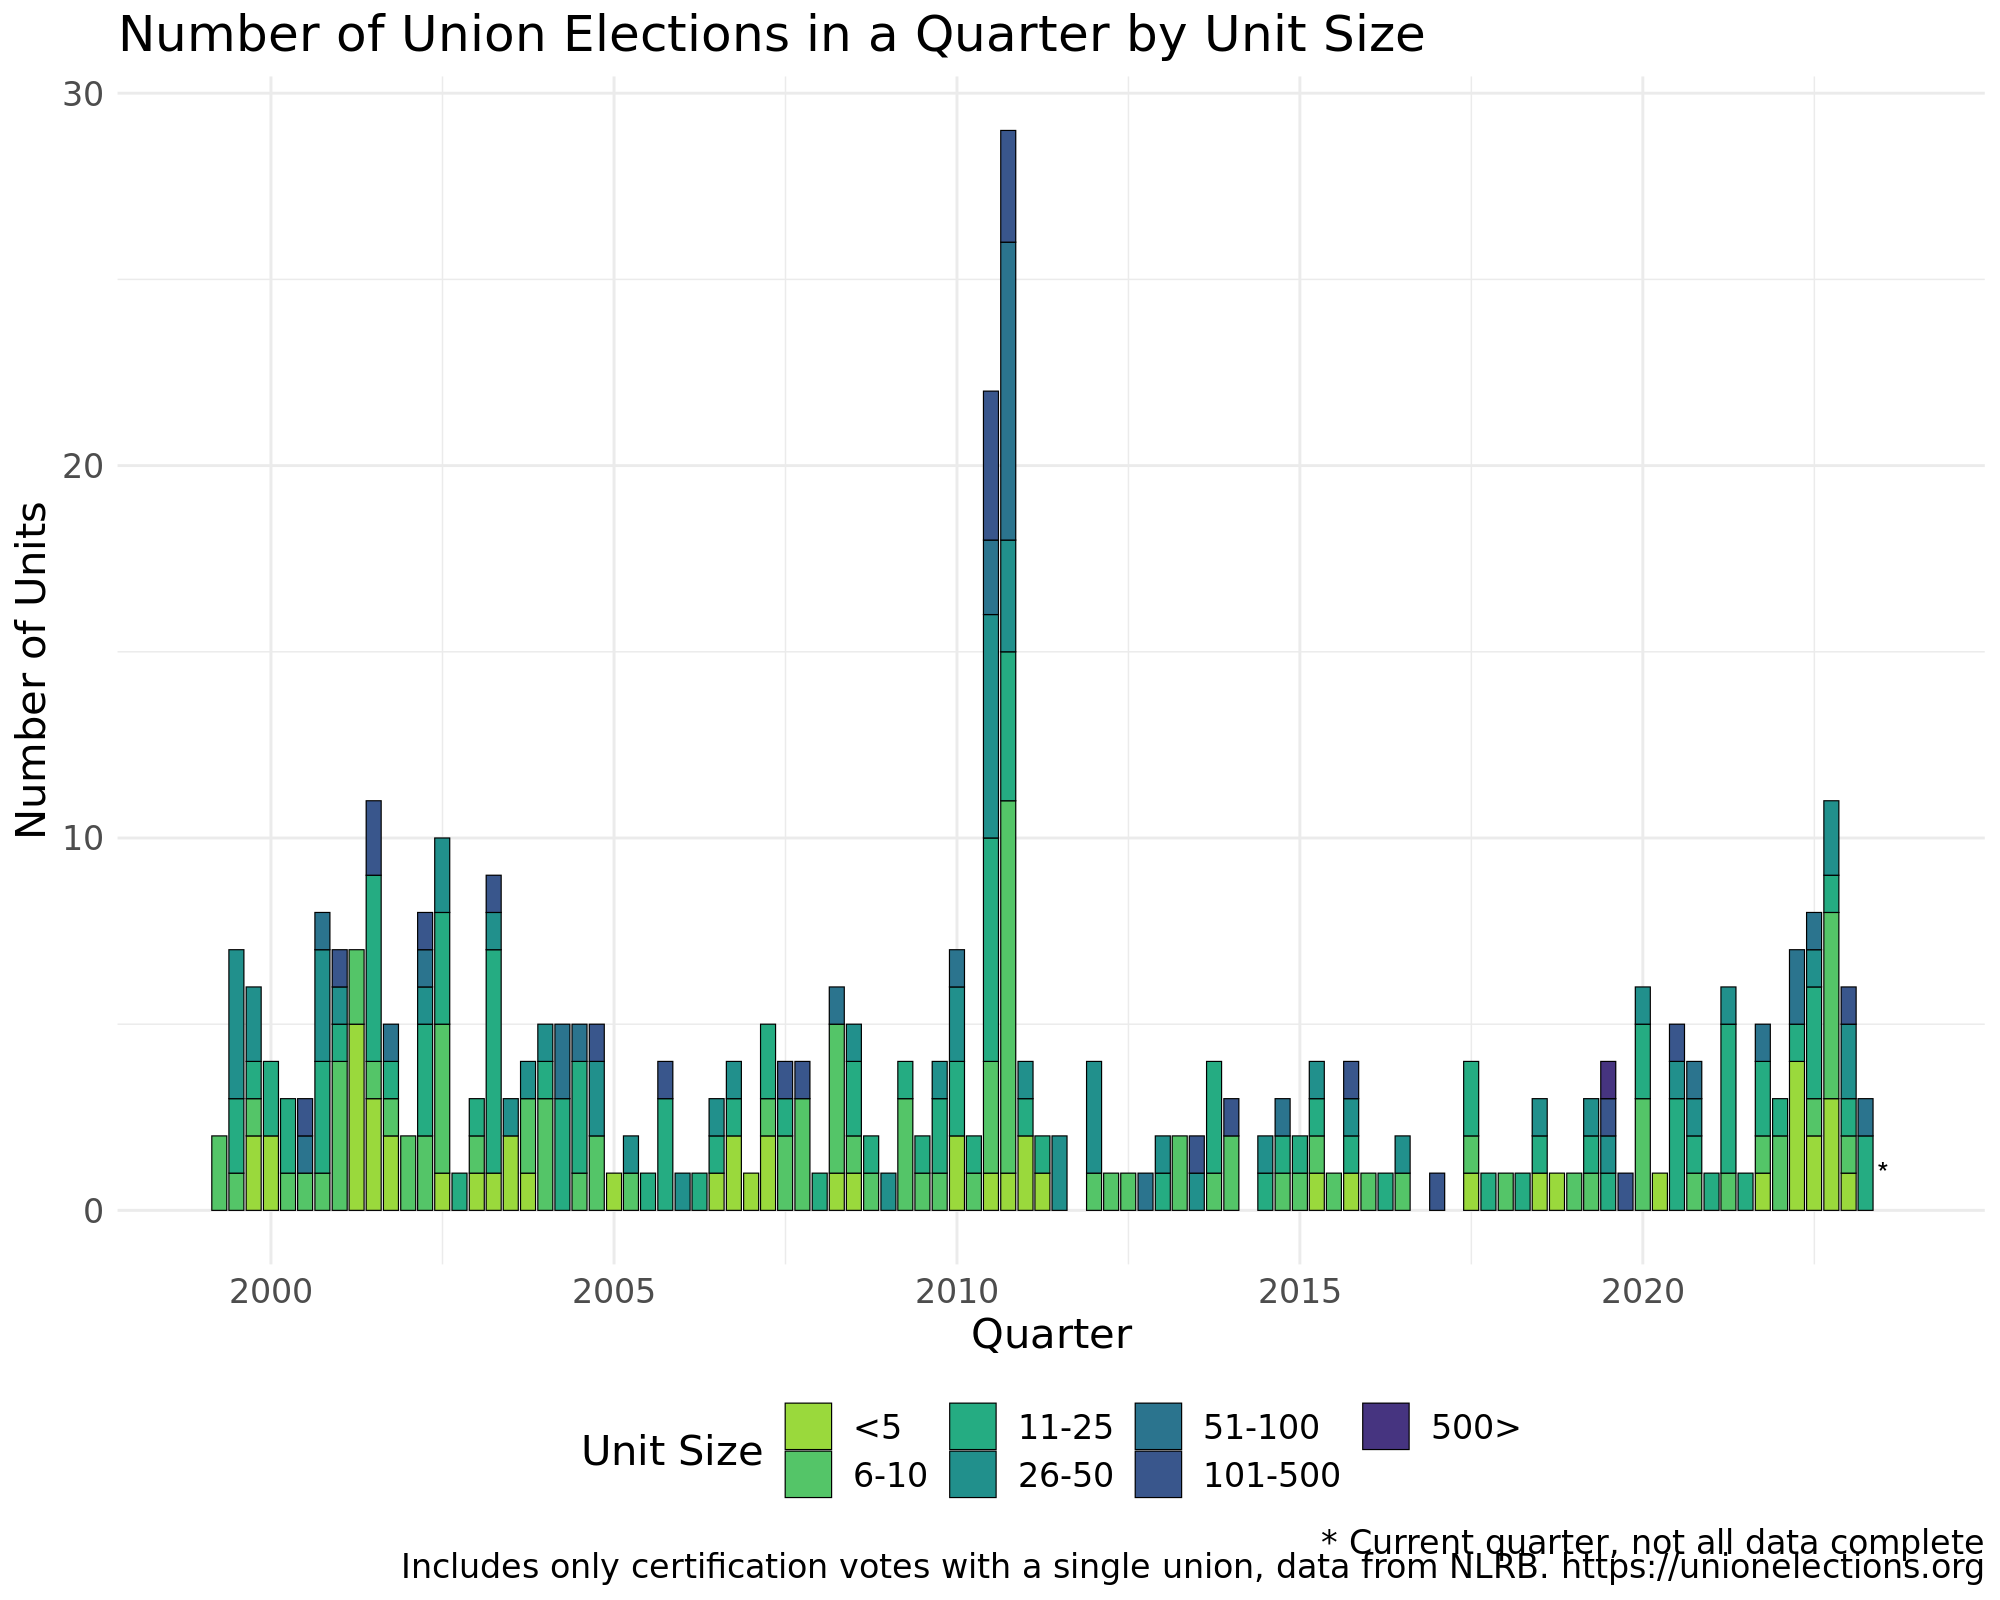 Number of Union Elections in a Quarter by Unit Size
Number of Units
30
20
10
0
*
2000 2005 2010 2015 2020
Quarter
Unit Size
<5 11-25 51-100 500>
6-10 26-50 101-500
* Current quarter, not all data complete
Includes only certification votes with a single union, data from NLRB. https://unionelections.org